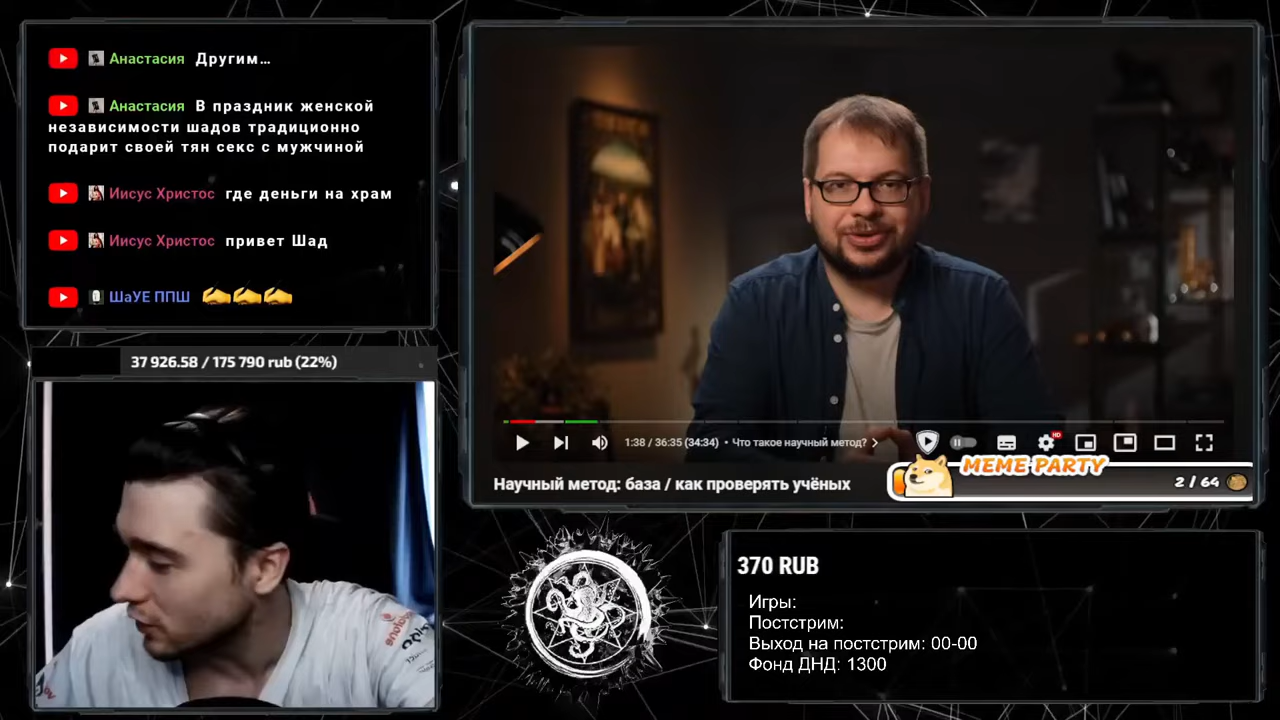 Анастасия Другим...
Анастасия В праздник женской
независимости шадов традиционно
подарит своей тян секс с мужчиной
Иисус Христос где деньги на храм
Иисус Христос привет Шад
ШаУЕ ППШ
37 926.58 / 175 790 rub (22%)
1:38 / 36:35 (34:34) • Что такое научный метод?
HD
Научный метод: база / как проверять учёных
MEME PARTY
2 / 64
370 RUB
Игры:
Постстрим:
Выход на постстрим: 00-00
Фонд ДНД: 1300